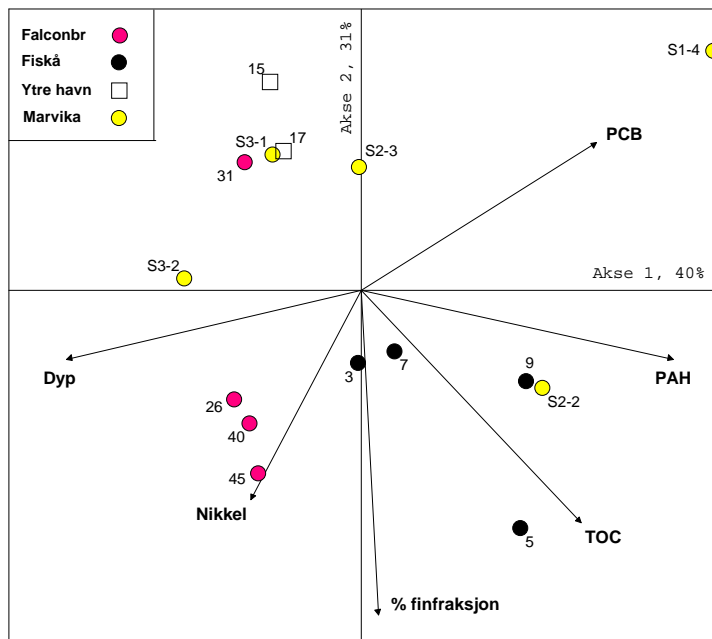 Falconbr
Fiskå
Ytre havn
Marvika
Akse 2, 31%
S1-4
15
PCB
S3-1
17
S2-3
31
S3-2
Akse 1, 40%
Dyp
3
7
9
PAH
S2-2
26
40
45
Nikkel
TOC
5
% finfraksjon